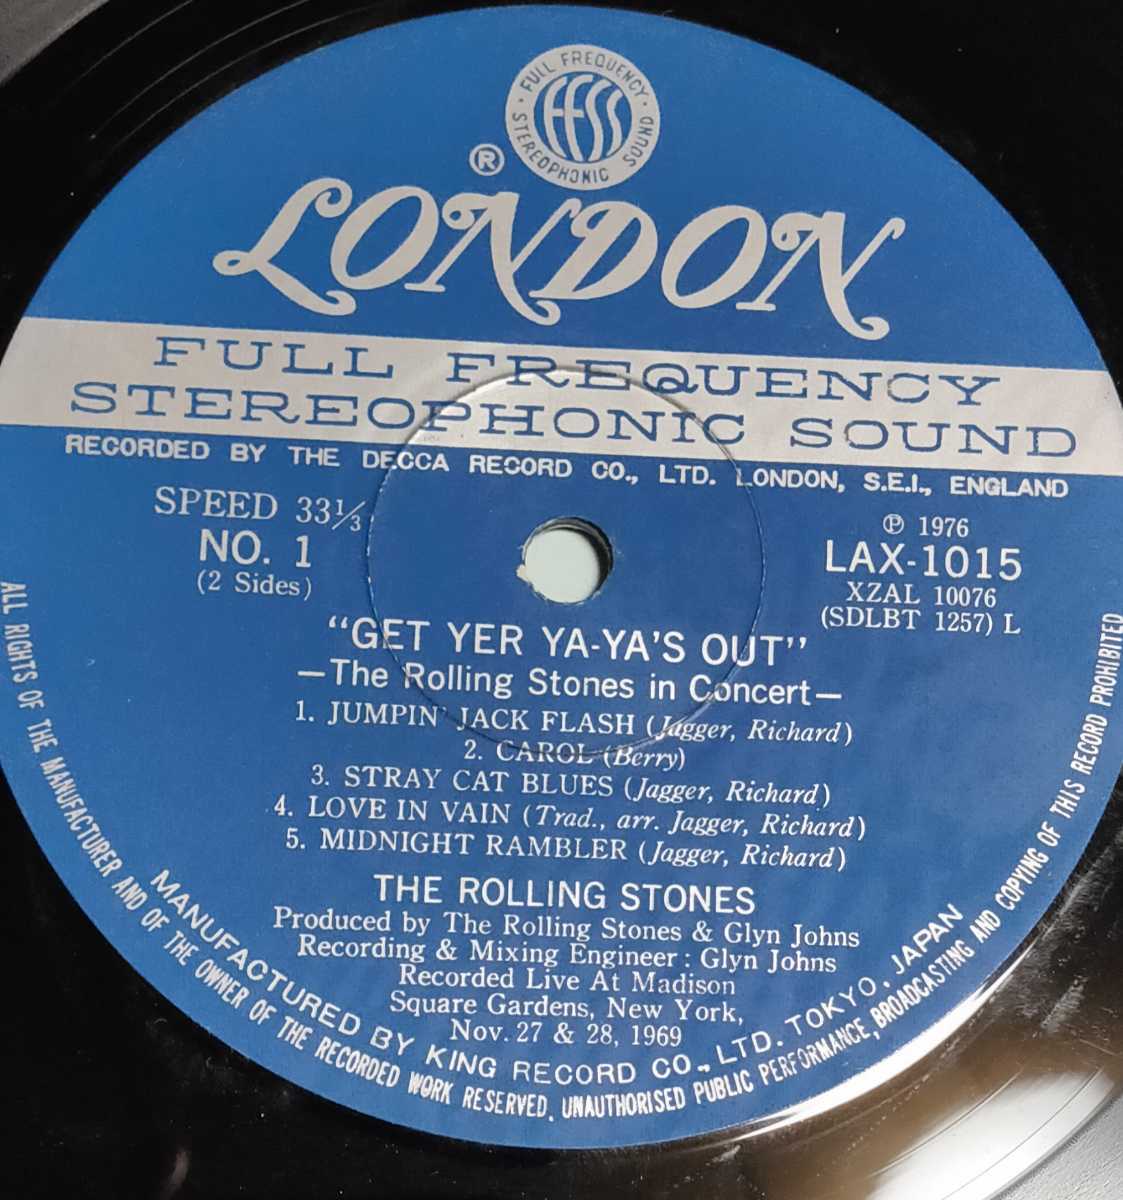 FULL FREQUENCY
STEREOPHONIC SOUND
FFSS
®
LONDON
FULL FREQUENCY
STEREOPHONIC SOUND
RECORDED BY THE DECCA RECORD CO., LTD. LONDON, S.E.I., ENGLAND
SPEED 33⅓
NO. 1
(2 Sides)
℗ 1976
LAX-1015
XZAL 10076
(SDLBT 1257) L
"GET YER YA-YA'S OUT"
—The Rolling Stones in Concert—
1. JUMPIN' JACK FLASH (Jagger, Richard)
2. CAROL (Berry)
3. STRAY CAT BLUES (Jagger, Richard)
4. LOVE IN VAIN (Trad., arr. Jagger, Richard)
5. MIDNIGHT RAMBLER (Jagger, Richard)
THE ROLLING STONES
Produced by The Rolling Stones & Glyn Johns
Recording & Mixing Engineer : Glyn Johns
Recorded Live At Madison
Square Gardens, New York,
Nov. 27 & 28, 1969
MANUFACTURED BY KING RECORD CO., LTD. TOKYO. JAPAN
ALL RIGHTS OF THE MANUFACTURER AND OF THE OWNER OF THE RECORDED WORK RESERVED. UNAUTHORISED PUBLIC PERFORMANCE, BROADCASTING AND COPYING OF THIS RECORD PROHIBITED